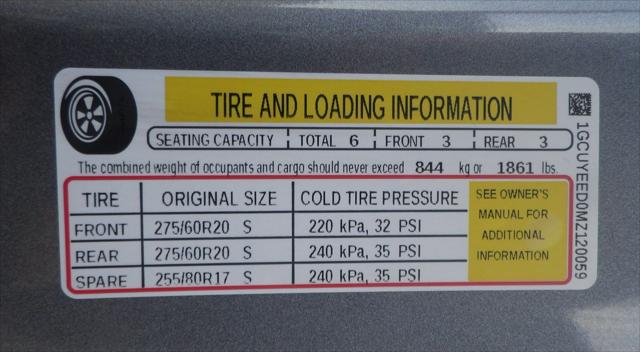 TIRE AND LOADING INFORMATION
SEATING CAPACITY TOTAL 6 FRONT 3 REAR 3
The combined weight of occupants and cargo should never exceed 844 kg or 1861 lbs.
TIRE ORIGINAL SIZE COLD TIRE PRESSURE
FRONT 275/60R20 S 220 kPa, 32 PSI
REAR 275/60R20 S 240 kPa, 35 PSI
SPARE 255/80R17 S 240 kPa, 35 PSI
SEE OWNER'S
MANUAL FOR
ADDITIONAL
INFORMATION
1GCUYEED0MZ120059